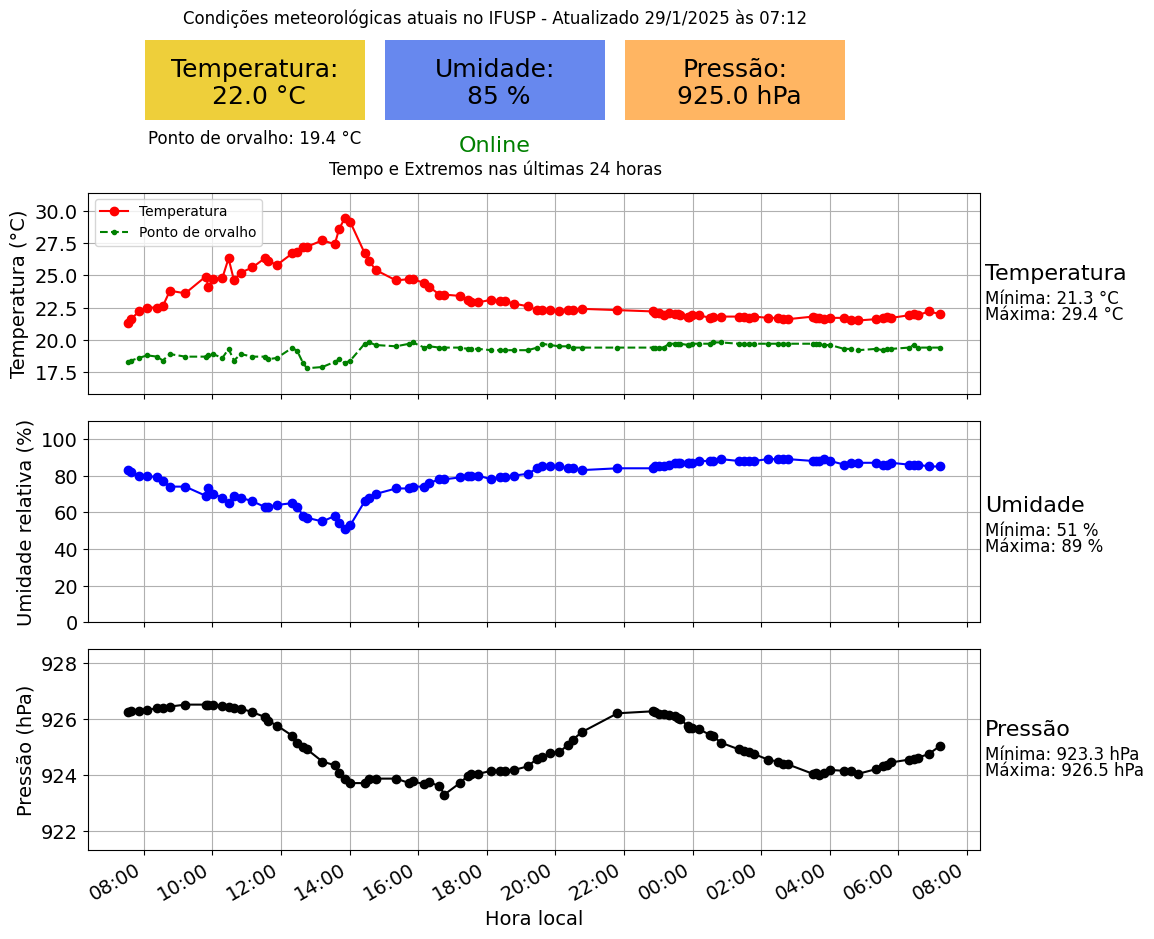 Condições meteorológicas atuais no IFUSP - Atualizado 29/1/2025 às 07:12
Temperatura:
22.0 °C
Umidade:
85 %
Pressão:
925.0 hPa
Ponto de orvalho: 19.4 °C
Online
Tempo e Extremos nas últimas 24 horas
Temperatura (°C)
30.0
27.5
25.0
22.5
20.0
17.5
Temperatura
Ponto de orvalho
Temperatura
Mínima: 21.3 °C
Máxima: 29.4 °C
Umidade relativa (%)
100
80
60
40
20
0
Umidade
Mínima: 51 %
Máxima: 89 %
Pressão (hPa)
928
926
924
922
Pressão
Mínima: 923.3 hPa
Máxima: 926.5 hPa
08:00
10:00
12:00
14:00
16:00
18:00
20:00
22:00
00:00
02:00
04:00
06:00
08:00
Hora local